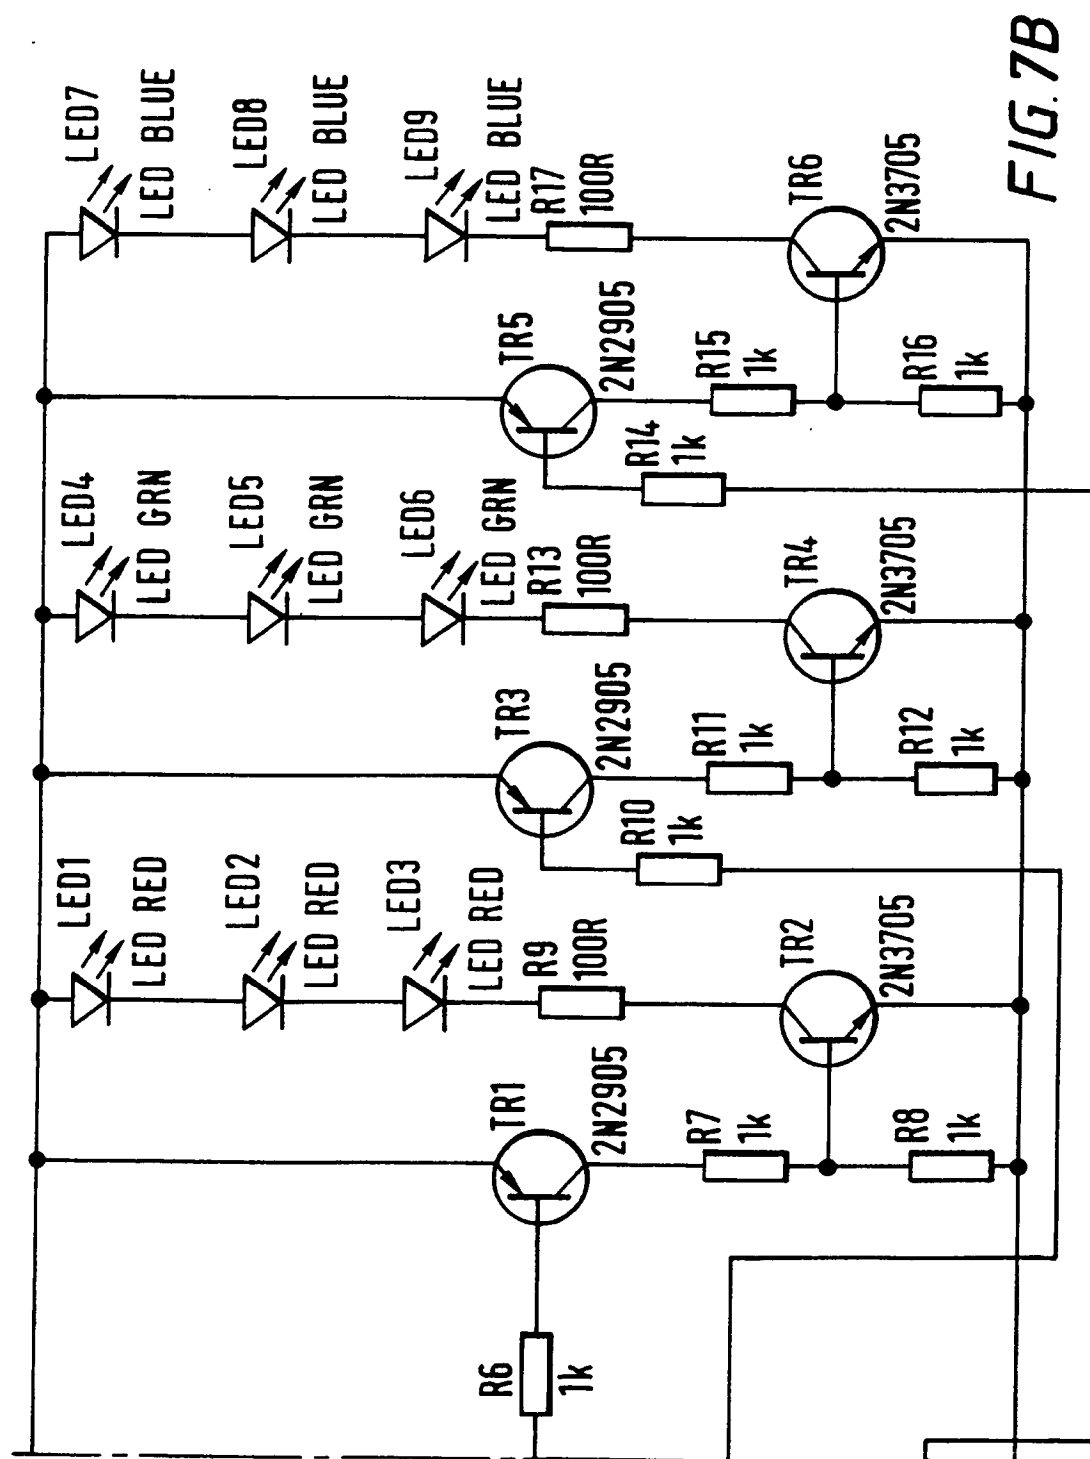 LED7
LED BLUE
LED8
LED BLUE
LED9
LED BLUE
R17
100R
TR6
2N3705
TR5
2N2905
R15
1k
R16
1k
R14
1k
LED4
LED GRN
LED5
LED GRN
LED6
LED GRN
R13
100R
TR4
2N3705
TR3
2N2905
R11
1k
R12
1k
R10
1k
LED1
LED RED
LED2
LED RED
LED3
LED RED
R9
100R
TR2
2N3705
TR1
2N2905
R7
1k
R8
1k
R6
1k
FIG. 7B